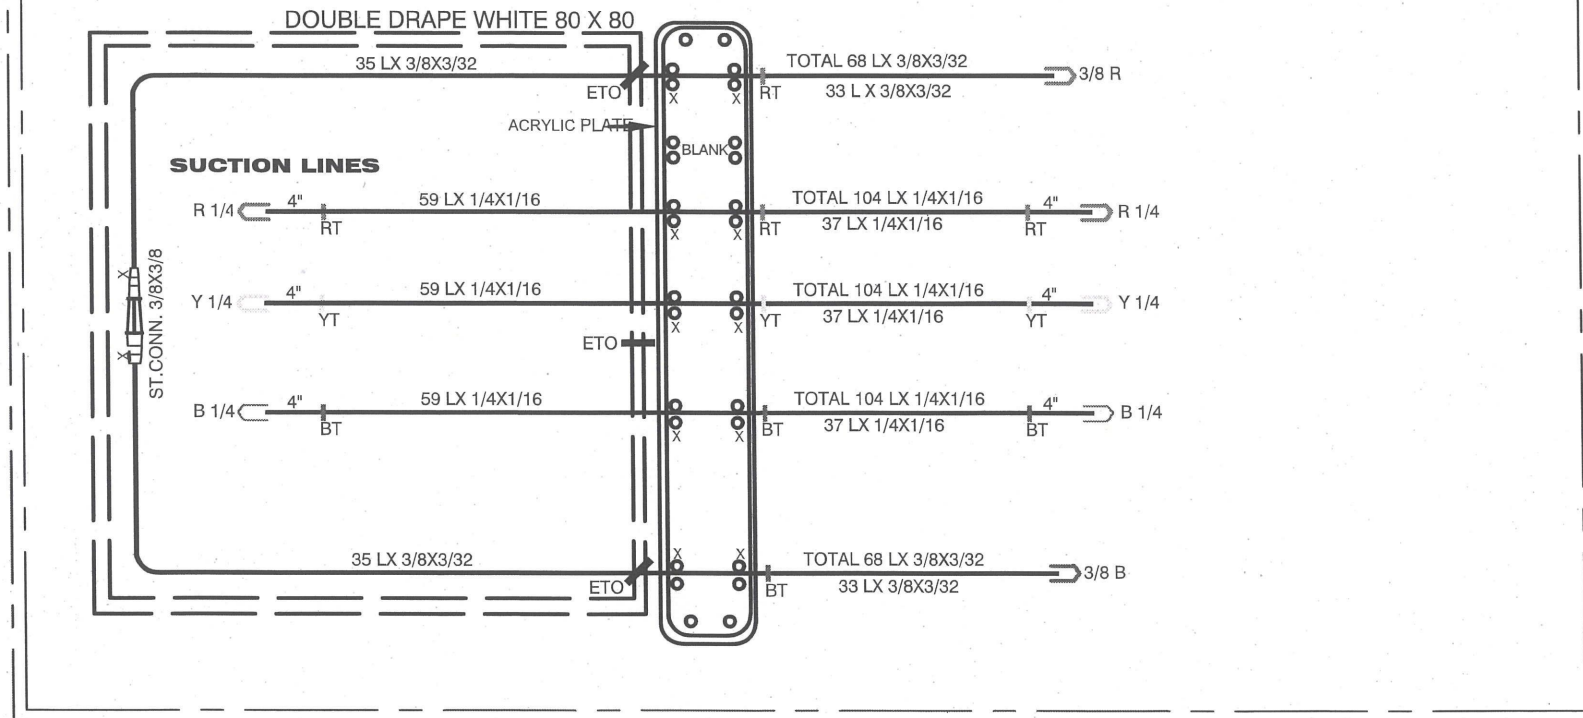 DOUBLE DRAPE WHITE 80 X 80
35 LX 3/8X3/32
TOTAL 68 LX 3/8X3/32
3/8 R
ETO
X
X
RT
33 L X 3/8X3/32
ACRYLIC PLATE
BLANK
SUCTION LINES
R 1/4
4"
59 LX 1/4X1/16
TOTAL 104 LX 1/4X1/16
4"
R 1/4
RT
X
X
RT
37 LX 1/4X1/16
RT
ST.CONN. 3/8X3/8
X
X
Y 1/4
4"
59 LX 1/4X1/16
TOTAL 104 LX 1/4X1/16
4"
Y 1/4
YT
X
X
YT
37 LX 1/4X1/16
YT
ETO
B 1/4
4"
59 LX 1/4X1/16
TOTAL 104 LX 1/4X1/16
4"
B 1/4
BT
X
X
BT
37 LX 1/4X1/16
BT
35 LX 3/8X3/32
X
X
TOTAL 68 LX 3/8X3/32
3/8 B
ETO
BT
33 LX 3/8X3/32